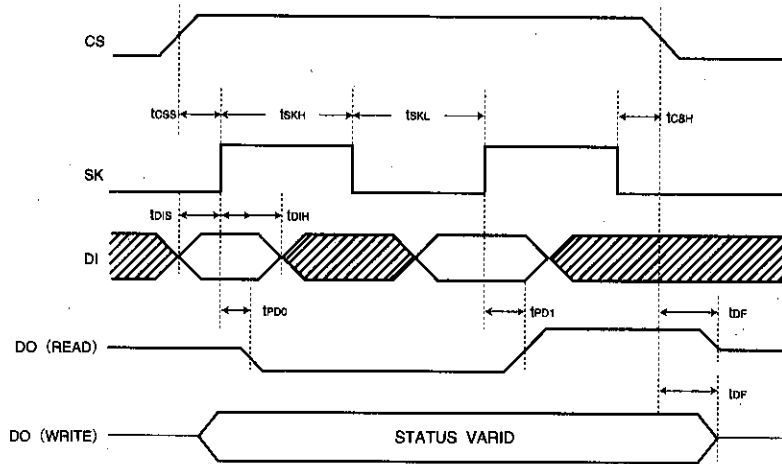 CS
tCSS tSKH tSKL tCSH
SK
tDIS tDIH
DI
tPD0 tPD1 tDF
DO (READ)
tDF
DO (WRITE) STATUS VARID